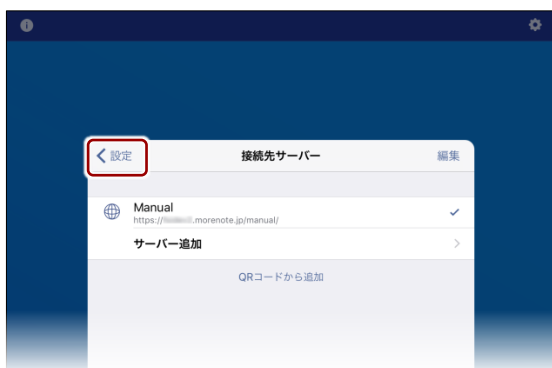 設定
接続先サーバー
編集
Manual
https://.morenote.jp/manual/
サーバー追加
QRコードから追加